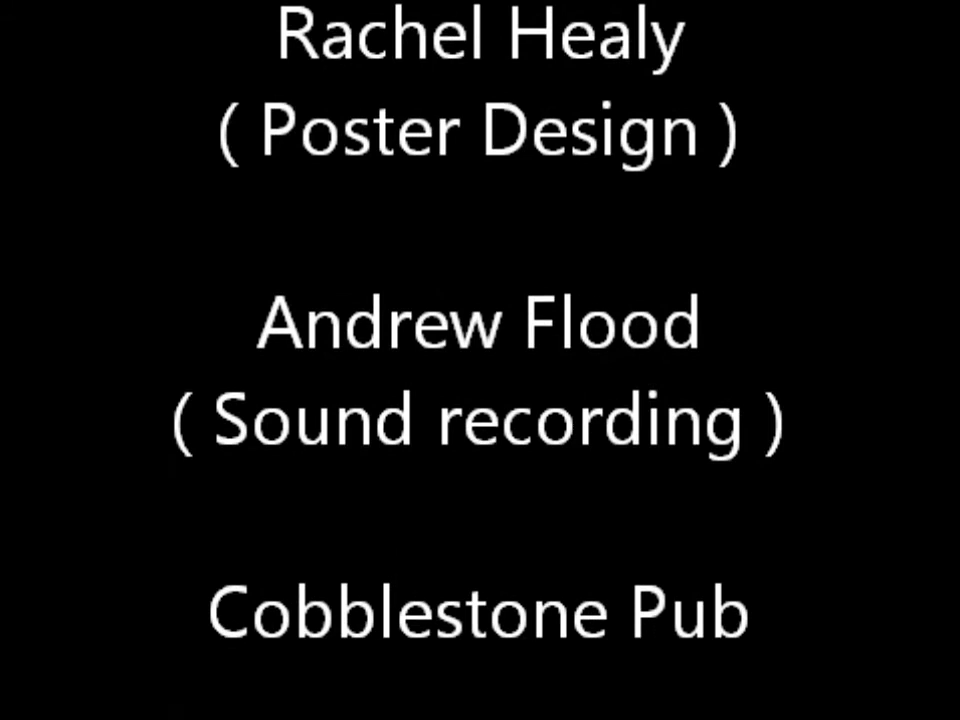 Rachel Healy
( Poster Design )
Andrew Flood
( Sound recording )
Cobblestone Pub